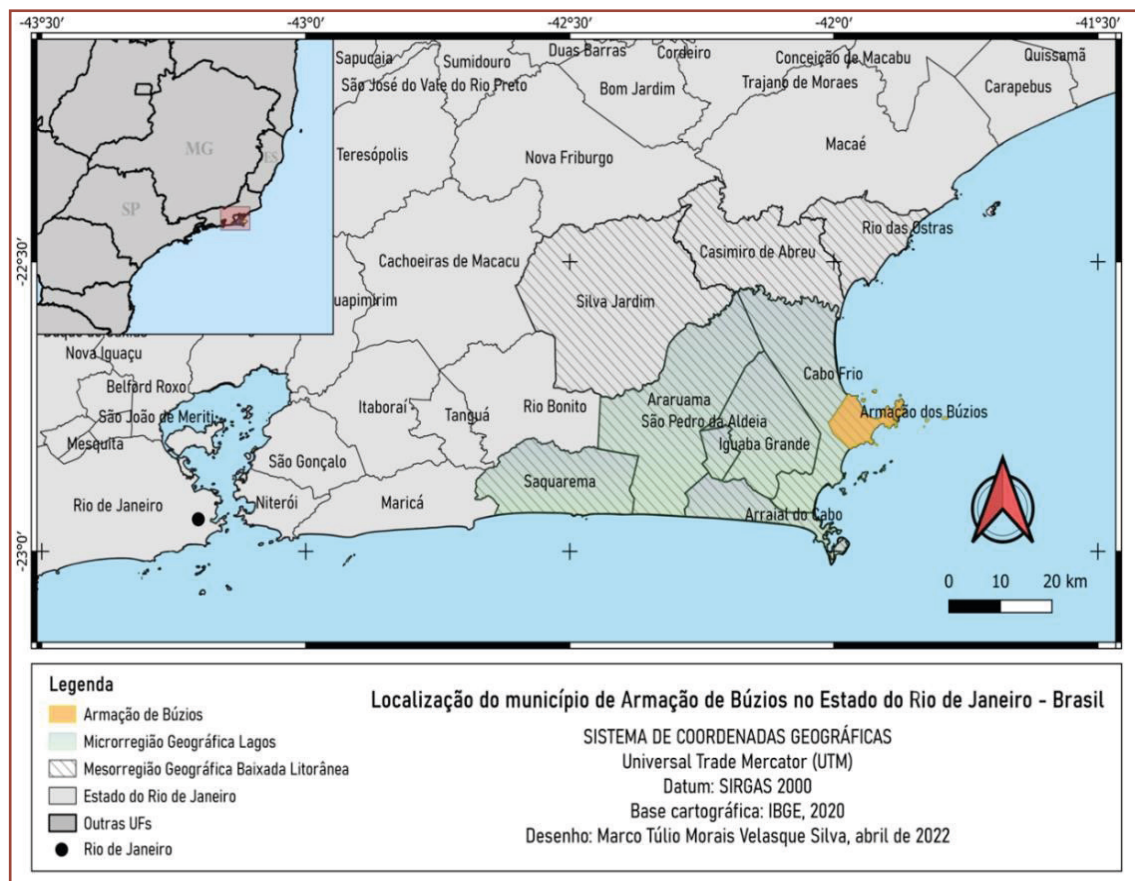 -43°30' -43°0' -42°30' -42°0' -41°30'
-22°30'
-23°0'
MG
ES
SP
Sapucaia
Sumidouro
Duas Barras
Cordeiro
Conceição de Macabu
Quissamã
São José do Vale do Rio Preto
Bom Jardim
Trajano de Moraes
Carapebus
Teresópolis
Nova Friburgo
Macaé
Cachoeiras de Macacu
Casimiro de Abreu
Rio das Ostras
uapimirim
Silva Jardim
Nova Iguaçu
Belford Roxo
Cabo Frio
São João de Meriti
Itaboraí
Tanguá
Rio Bonito
Araruama
São Pedro da Aldeia
Armação dos Búzios
Mesquita
São Gonçalo
Iguaba Grande
Rio de Janeiro
Niterói
Maricá
Saquarema
Arraial do Cabo
0 10 20 km
Legenda
Armação de Búzios
Microrregião Geográfica Lagos
Mesorregião Geográfica Baixada Litorânea
Estado do Rio de Janeiro
Outras UFs
Rio de Janeiro
Localização do município de Armação de Búzios no Estado do Rio de Janeiro - Brasil
SISTEMA DE COORDENADAS GEOGRÁFICAS
Universal Trade Mercator (UTM)
Datum: SIRGAS 2000
Base cartográfica: IBGE, 2020
Desenho: Marco Túlio Morais Velasque Silva, abril de 2022